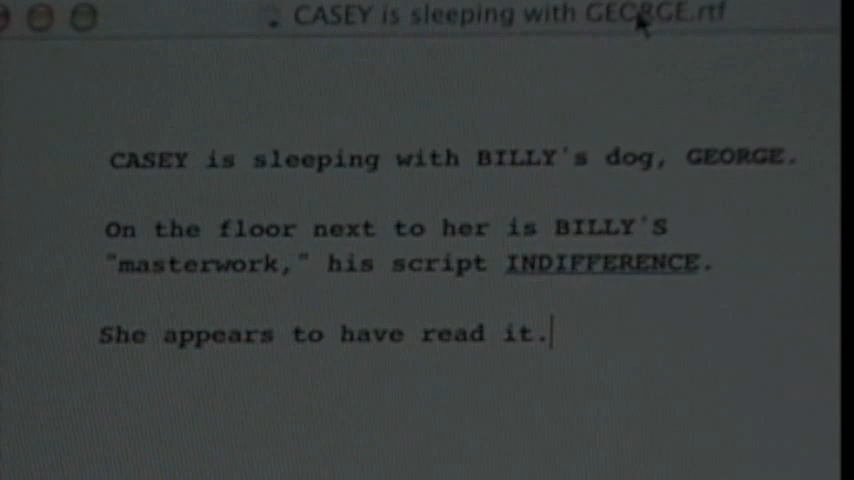 CASEY is sleeping with GEORGE.rtf
CASEY is sleeping with BILLY's dog, GEORGE.
On the floor next to her is BILLY'S
"masterwork," his script INDIFFERENCE.
She appears to have read it.